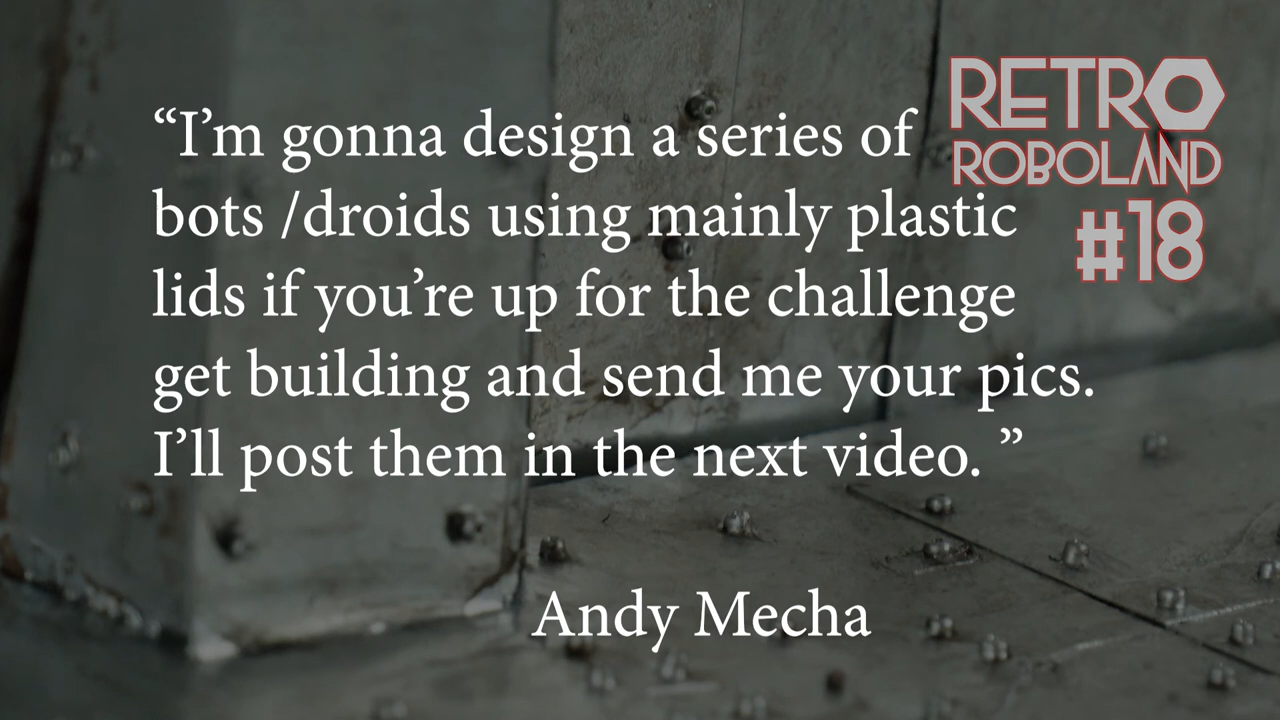 “I’m gonna design a series of
bots /droids using mainly plastic
lids if you’re up for the challenge
get building and send me your pics.
I’ll post them in the next video. ”
Andy Mecha
RETRO
ROBOLAND
#18